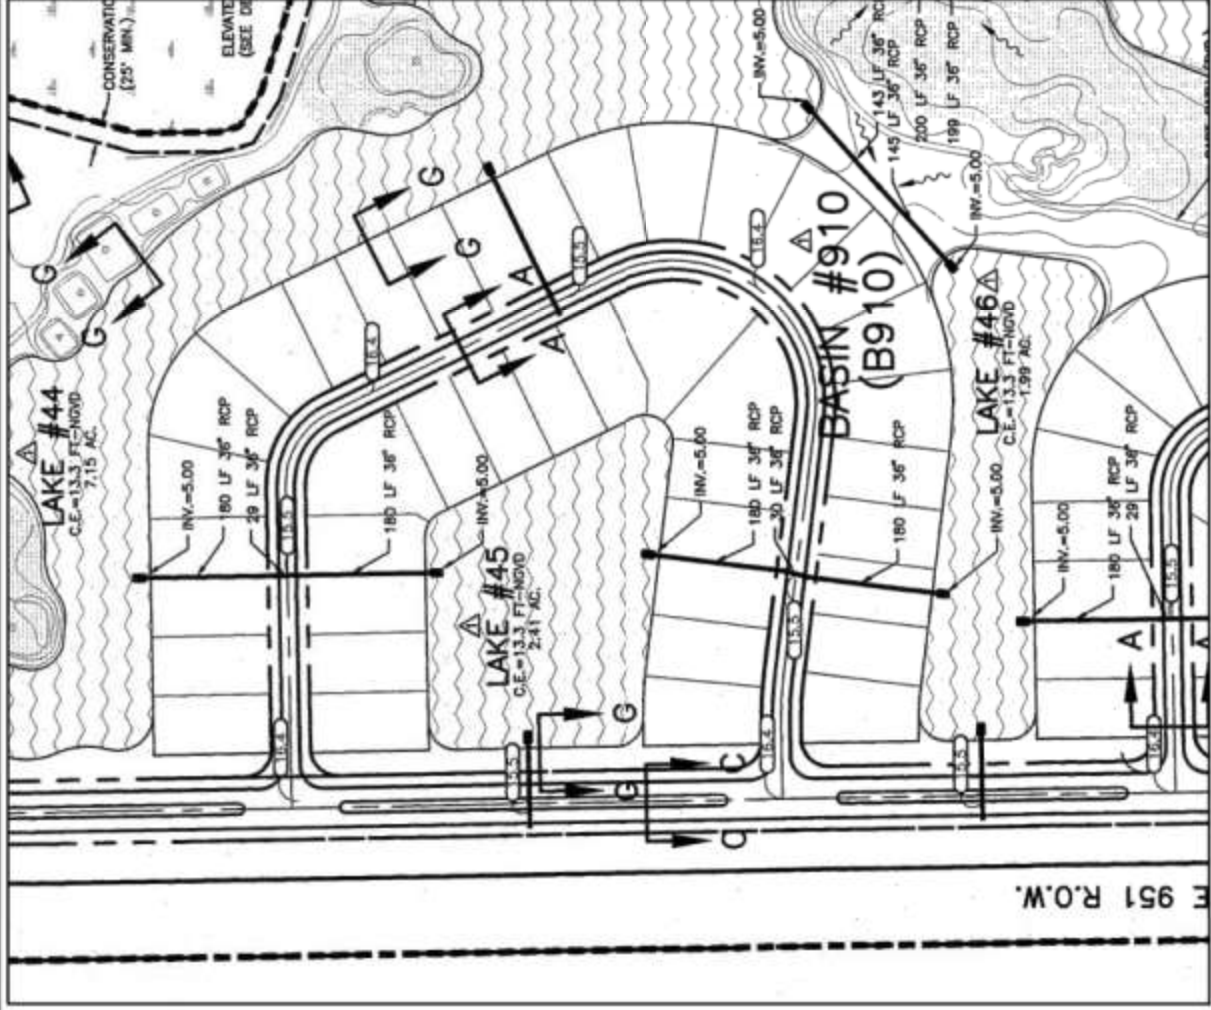 CONSERVATIO
(25' MIN.)
ELEVATE
(SEE DE
INV.=5.00
143 LF 36" RC
145 LF 36" RCP
200 LF 36" RCP
199 LF 36" RCP
INV.=5.00
G
G
G
G
A
A
15.5
16.4
16.4
BASIN #910
(B910)
LAKE #44
C.E.=13.3 FT-NGVD
7.15 AC.
INV.=5.00
180 LF 36" RCP
29 LF 36" RCP
15.5
180 LF 36" RCP
INV.=5.00
LAKE #45
C.E.=13.3 FT-NGVD
2.41 AC.
INV.=5.00
180 LF 36" RCP
30 LF 36" RCP
15.5
180 LF 36" RCP
INV.=5.00
LAKE #46
C.E.=13.3 FT-NGVD
1.99 AC.
INV.=5.00
180 LF 36" RCP
29 LF 36" RCP
15.5
A
A
16.4
15.5
G
G
C
C
16.4
15.5
16.4
E 951 R.O.W.